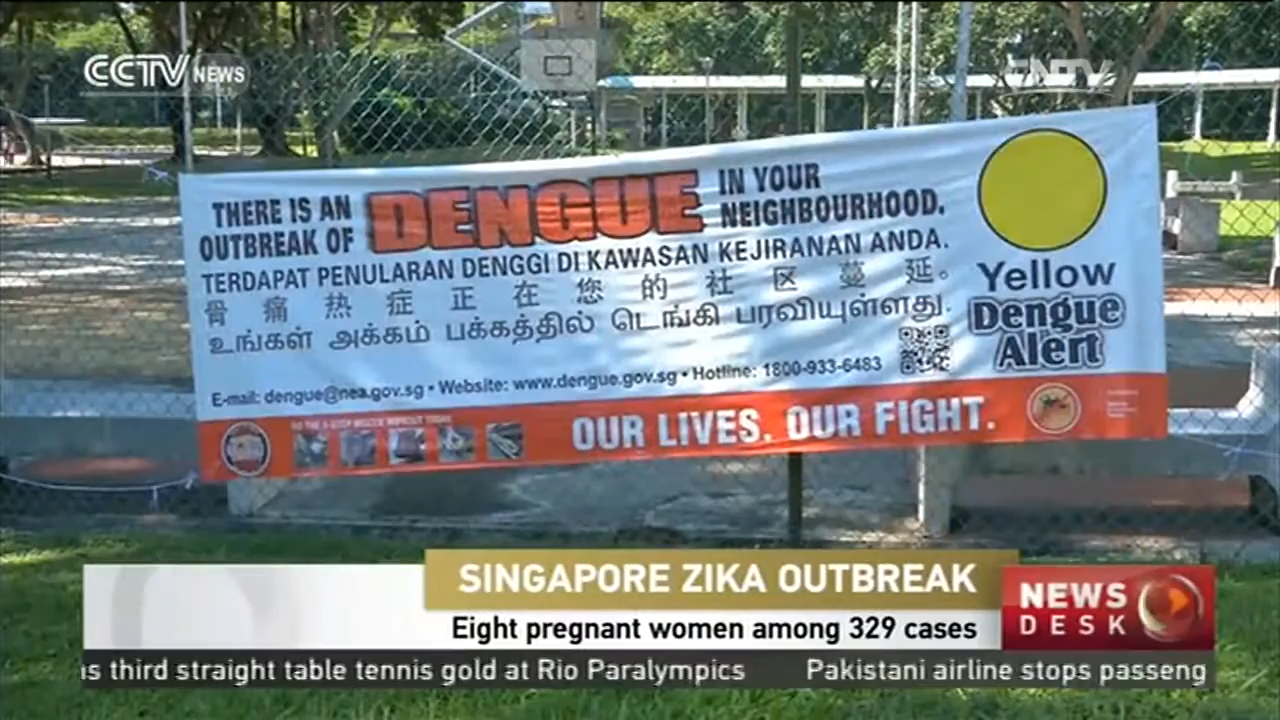 CCTV NEWS
CNTV
THERE IS AN
OUTBREAK OF
DENGUE
IN YOUR
NEIGHBOURHOOD.
TERDAPAT PENULARAN DENGGI DI KAWASAN KEJIRANAN ANDA.
骨痛热症正在您的社区蔓延。
உங்கள் அக்கம் பக்கத்தில் டெங்கி பரவியுள்ளது.
E-mail: dengue@nea.gov.sg • Website: www.dengue.gov.sg • Hotline: 1800-933-6483
Yellow
Dengue
Alert
OUR LIVES. OUR FIGHT.
SINGAPORE ZIKA OUTBREAK
Eight pregnant women among 329 cases
NEWS
DESK
s third straight table tennis gold at Rio Paralympics
Pakistani airline stops passeng